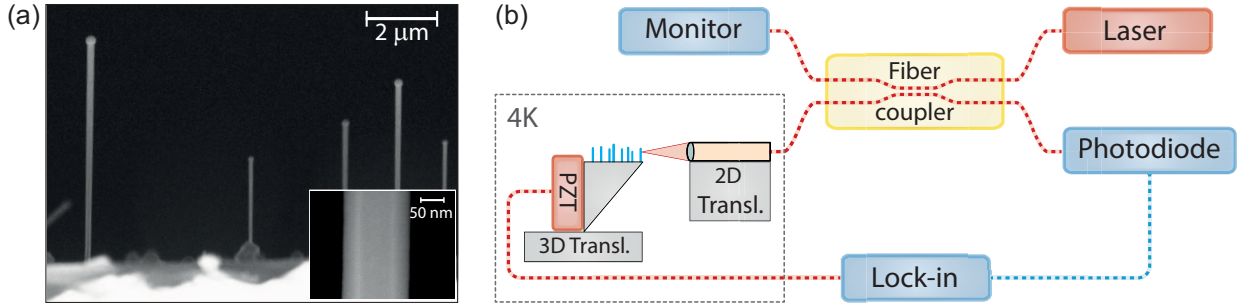 (a)
2 μm
50 nm
(b)
Monitor
Laser
Fiber
coupler
4K
Photodiode
PZT
2D
Transl.
3D Transl.
Lock-in